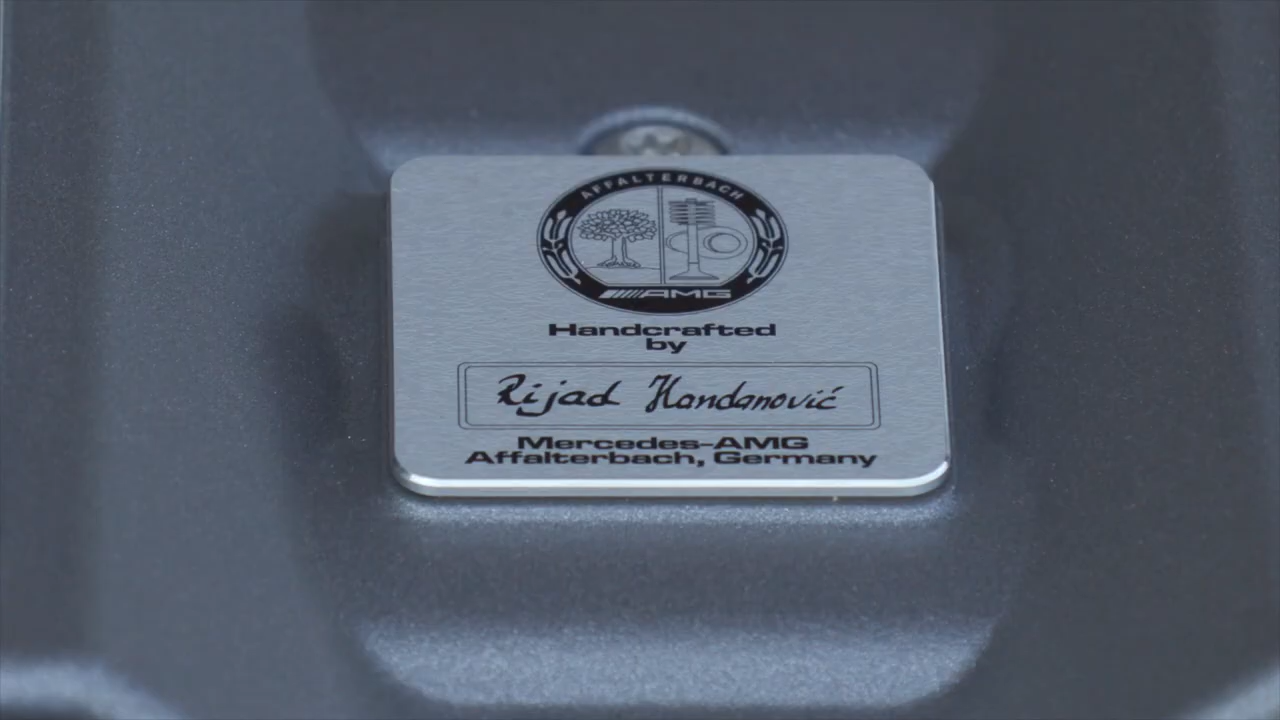 AFFALTERBACH
AMG
Handcrafted
by
Rijad Handanović
Mercedes-AMG
Affalterbach, Germany